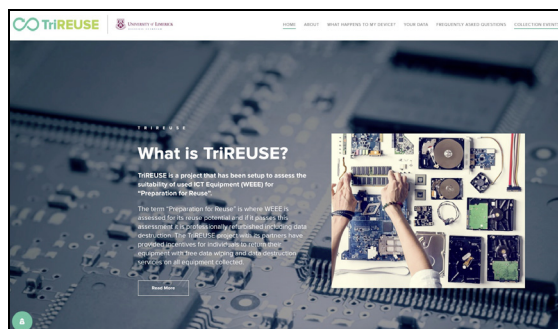 TriREUSE
UNIVERSITY of LIMERICK
HOME ABOUT WHAT HAPPENS TO MY DEVICE? YOUR DATA FREQUENTLY ASKED QUESTIONS COLLECTION EVENT
TRIREUSE
What is TriREUSE?
TriREUSE is a project that has been setup to assess the
suitability of used ICT Equipment (WEEE) for
"Preparation for Reuse".
The term "Preparation for Reuse" is where WEEE is
assessed for its reuse potential and if it passes this
assessment it is professionally refurbished including data
destruction. The TriREUSE project with its partners have
provided incentives for individuals to return their
equipment with free data wiping and data destruction
services on all equipment collected.
Read More